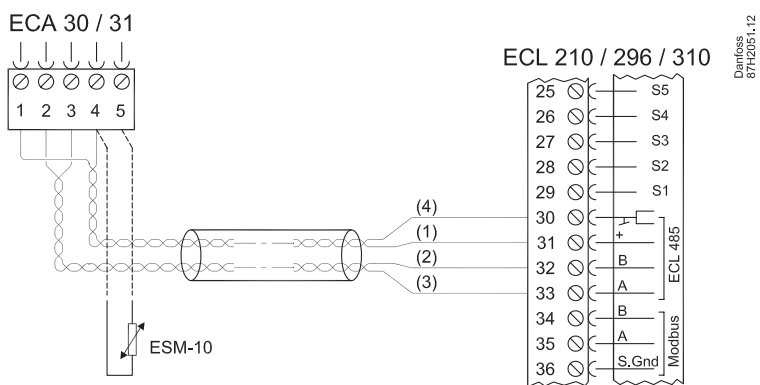 ECA 30 / 31
1 2 3 4 5
ESM-10
(4)
(1)
(2)
(3)
ECL 210 / 296 / 310
25 S5
26 S4
27 S3
28 S2
29 S1
30
31 +
32 B
33 A
ECL 485
34 B
35 A
36 S.Gnd
Modbus
Danfoss
87H2051.12